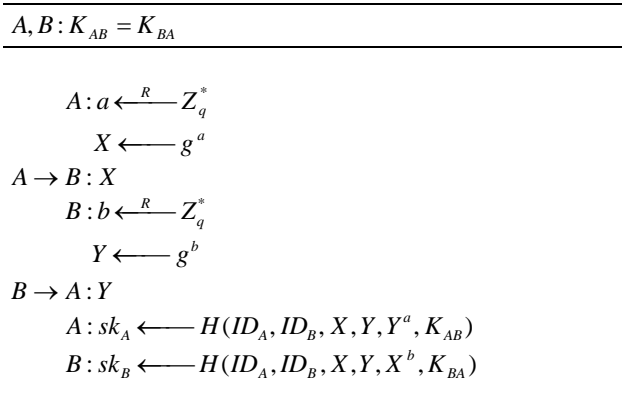 A, B : K_{AB} = K_{BA}
A : a ←^R Z_q^*
X ← g^a
A → B : X
B : b ←^R Z_q^*
Y ← g^b
B → A : Y
A : sk_A ← H(ID_A, ID_B, X, Y, Y^a, K_{AB})
B : sk_B ← H(ID_A, ID_B, X, Y, X^b, K_{BA})